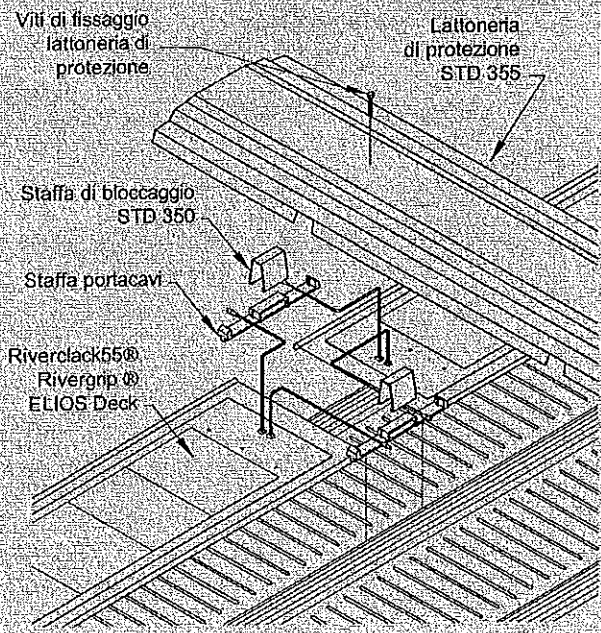 Viti di fissaggio
lattoneria di
protezione
Lattoneria
di protezione
STD 355
Staffa di bloccaggio
STD 350
Staffa portacavi
Riverclack55®
Rivergrip ®
ELIOS Deck